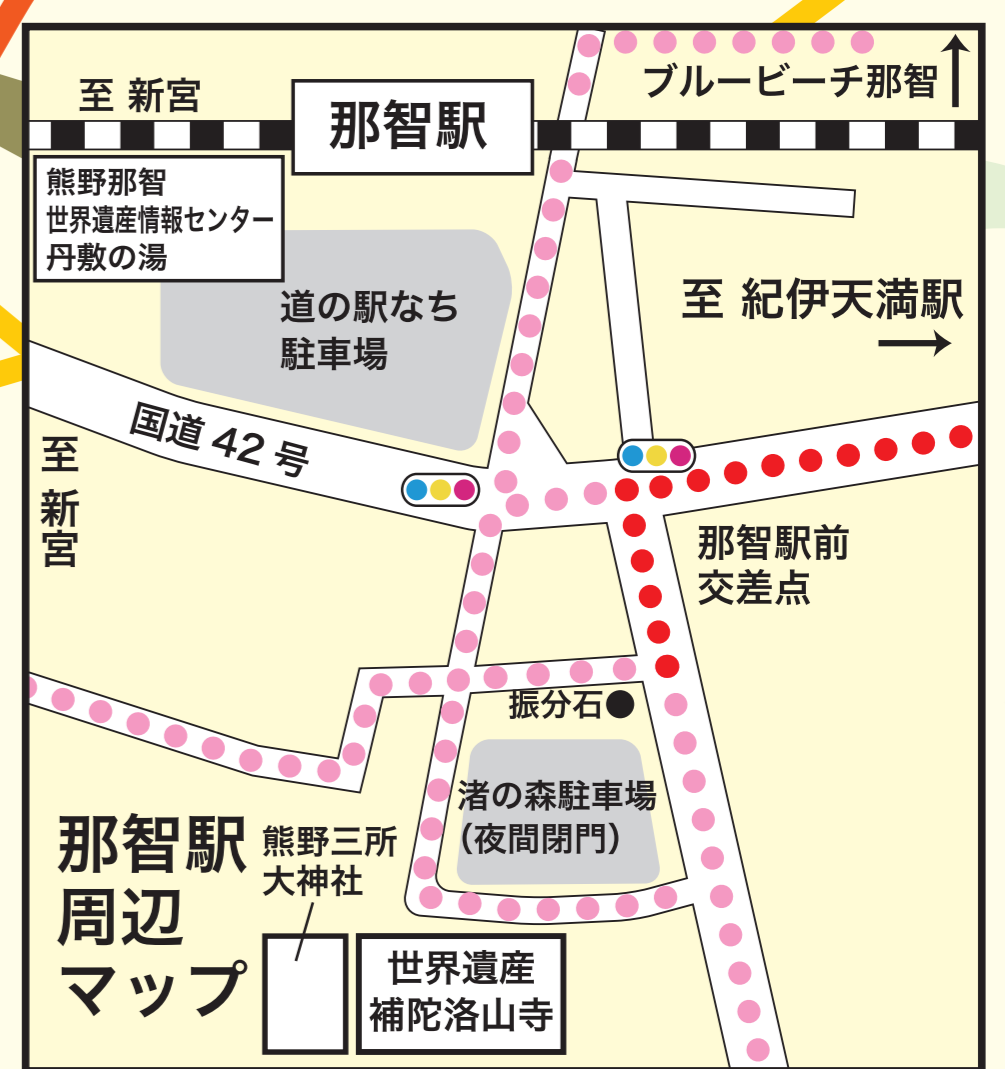 ブルービーチ那智
至 新宮
那智駅
熊野那智
世界遺産情報センター
丹敷の湯
道の駅なち
駐車場
至 紀伊天満駅
国道 42 号
至 新宮
那智駅前
交差点
振分石
渚の森駐車場
(夜間閉門)
那智駅
周辺
マップ
熊野三所
大神社
世界遺産
補陀洛山寺